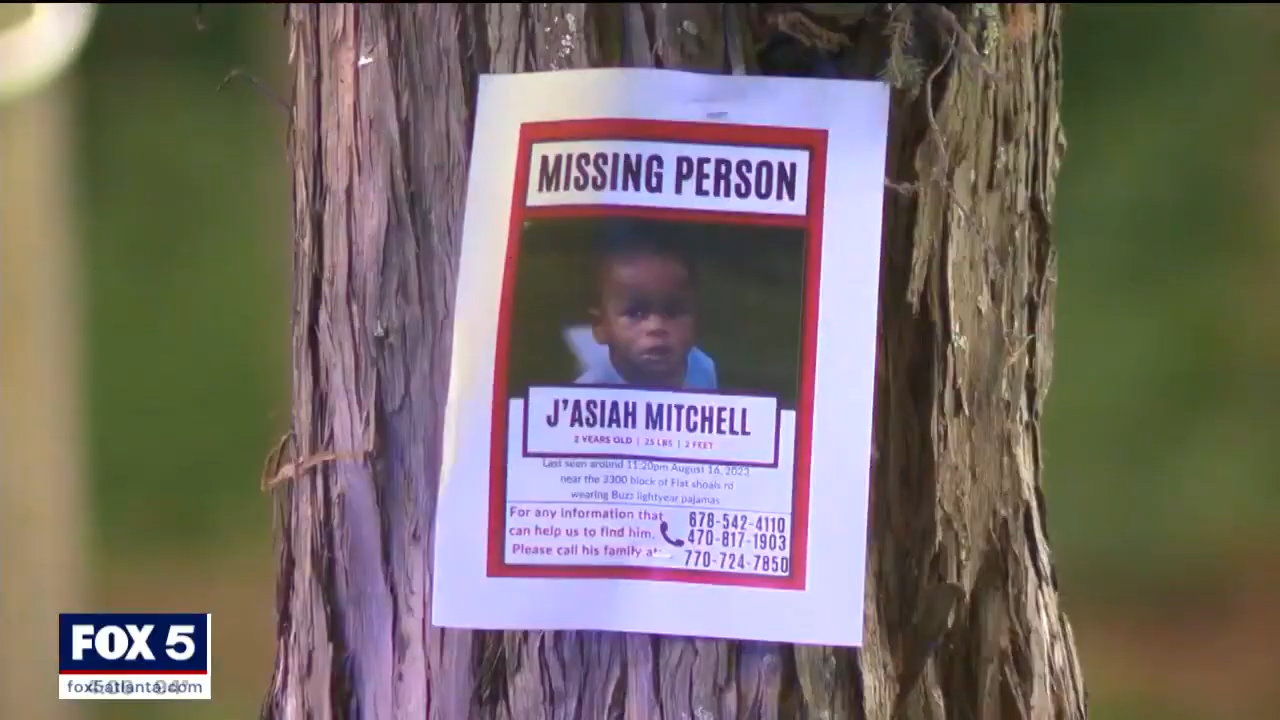 MISSING PERSON
J'ASIAH MITCHELL
2 YEARS OLD | 25 LBS | 2 FEET
Last seen around 11:20pm August 16, 2023
near the 3300 block of Flat shoals rd
wearing Buzz lightyear pajamas
For any information that
can help us to find him,
Please call his family at
678-542-4110
470-817-1903
770-724-7850
FOX 5
fox5atlanta.com